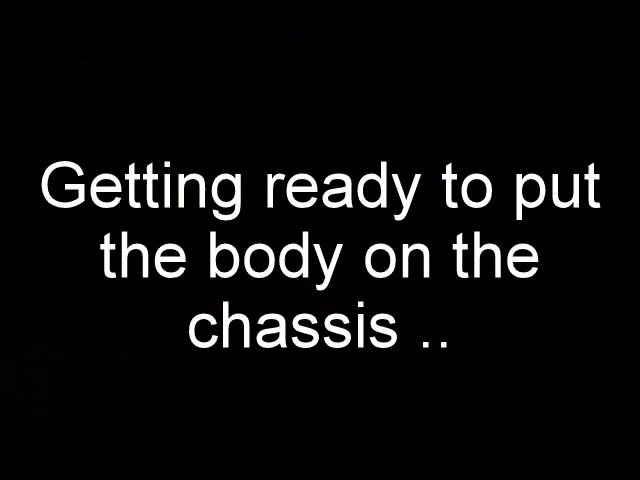 Getting ready to put
the body on the
chassis ..